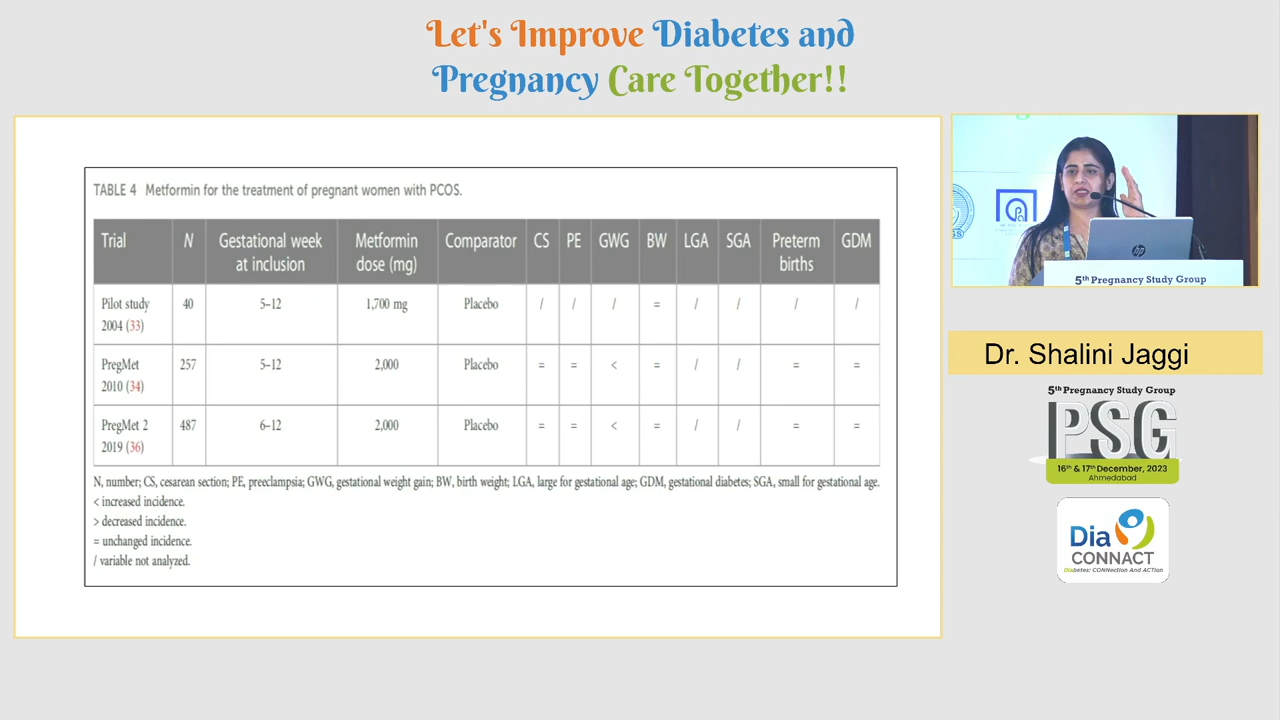 Let's Improve Diabetes and
Pregnancy Care Together!!
TABLE 4 Metformin for the treatment of pregnant women with PCOS.
Trial N Gestational week at inclusion Metformin dose (mg) Comparator CS PE GWG BW LGA SGA Preterm births GDM
Pilot study 2004 (33) 40 5–12 1,700 mg Placebo / / / = / / / /
PregMet 2010 (34) 257 5–12 2,000 Placebo = = < = / / = =
PregMet 2 2019 (36) 487 6–12 2,000 Placebo = = < = / / = =
N, number; CS, cesarean section; PE, preeclampsia; GWG, gestational weight gain; BW, birth weight; LGA, large for gestational age; GDM, gestational diabetes; SGA, small for gestational age.
< increased incidence.
> decreased incidence.
= unchanged incidence.
/ variable not analyzed.
hp
5th Pregnancy Study Group
Dr. Shalini Jaggi
5th Pregnancy Study Group
PSG
16th & 17th December, 2023
Ahmedabad
Dia
CONNACT
Diabetes: CONNection And ACTion